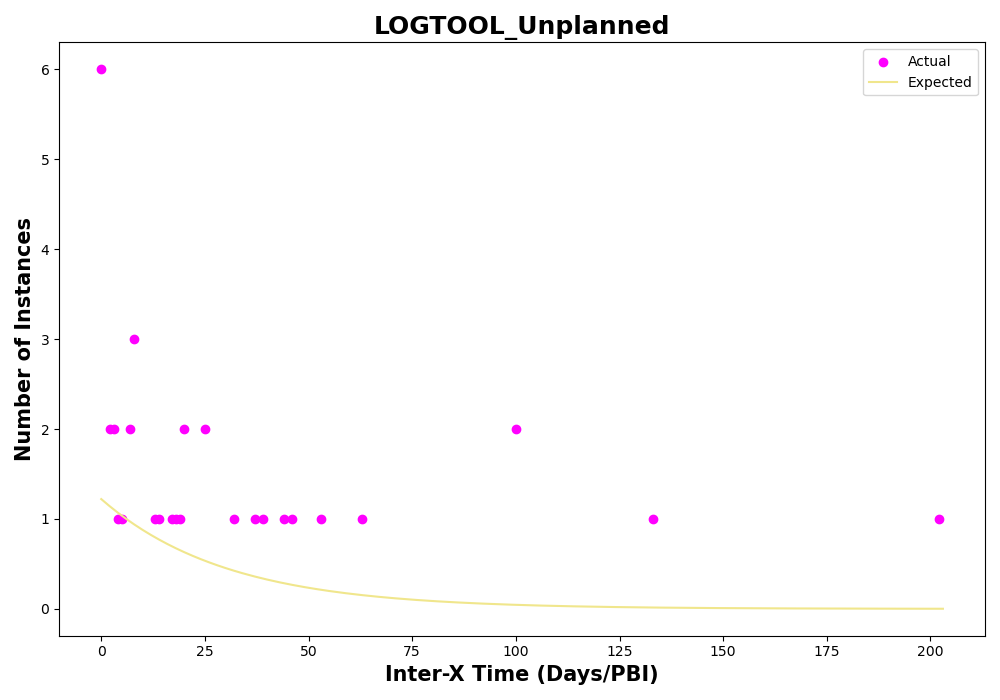 LOGTOOL_Unplanned
Actual
Expected
6
5
4
3
2
1
0
Number of Instances
0 25 50 75 100 125 150 175 200
Inter-X Time (Days/PBI)